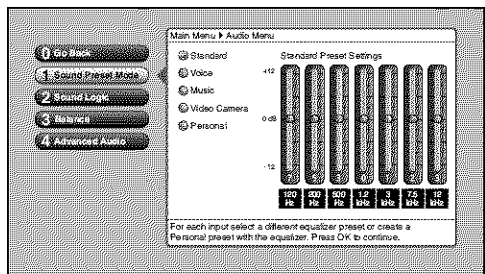 Main Menu ▶ Audio Menu
0 Go Back
1 Sound Preset Mode
2 Sound Logic
3 Balance
4 Advanced Audio
Standard
Voice
Music
Video Camera
Personal
Standard Preset Settings
+12
0 dB
-12
120 Hz
200 Hz
500 Hz
1.2 kHz
3 kHz
7.5 kHz
12 kHz
For each input select a different equalizer preset or create a
Personal preset with the equalizer. Press OK to continue.